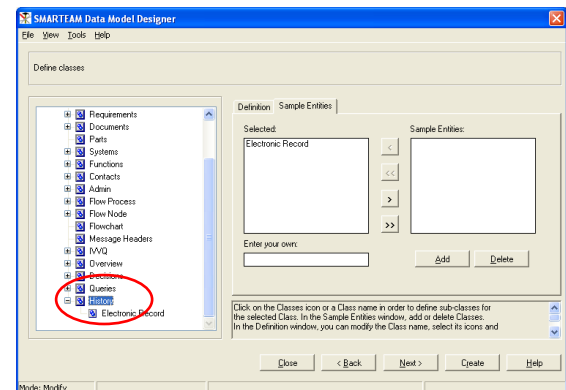 SMARTEAM Data Model Designer
File View Tools Help
Define classes
Requirements
Documents
Parts
Systems
Functions
Contacts
Admin
Flow Process
Flow Node
Flowchart
Message Headers
IVVQ
Overview
Decisions
Queries
History
Electronic Record
Definition Sample Entities
Selected: Sample Entities:
Electronic Record
<
<<
>
>>
Enter your own:
Add Delete
Click on the Classes icon or a Class name in order to define sub-classes for
the selected Class. In the Sample Entities window, add or delete Classes.
In the Definition window, you can modify the Class name, select its icons and
Close < Back Next > Create Help
Mode: Modify